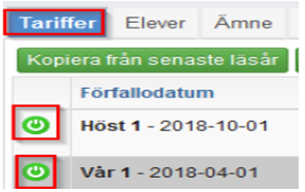 Tariffer Elever Ämne
Kopiera från senaste läsår
Förfallodatum
Höst 1 - 2018-10-01
Vår 1 - 2018-04-01